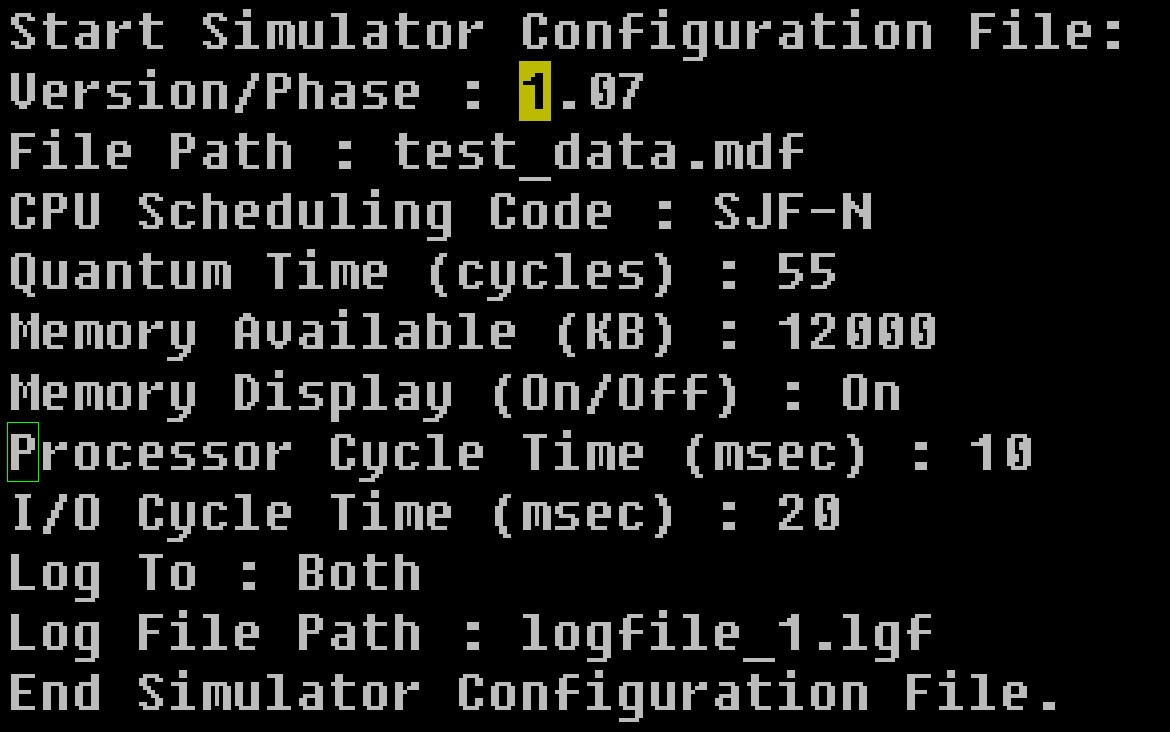 Start Simulator Configuration File:
Version/Phase : 1.07
File Path : test_data.mdf
CPU Scheduling Code : SJF-N
Quantum Time (cycles) : 55
Memory Available (KB) : 12000
Memory Display (On/Off) : On
Processor Cycle Time (msec) : 10
I/O Cycle Time (msec) : 20
Log To : Both
Log File Path : logfile_1.lgf
End Simulator Configuration File.